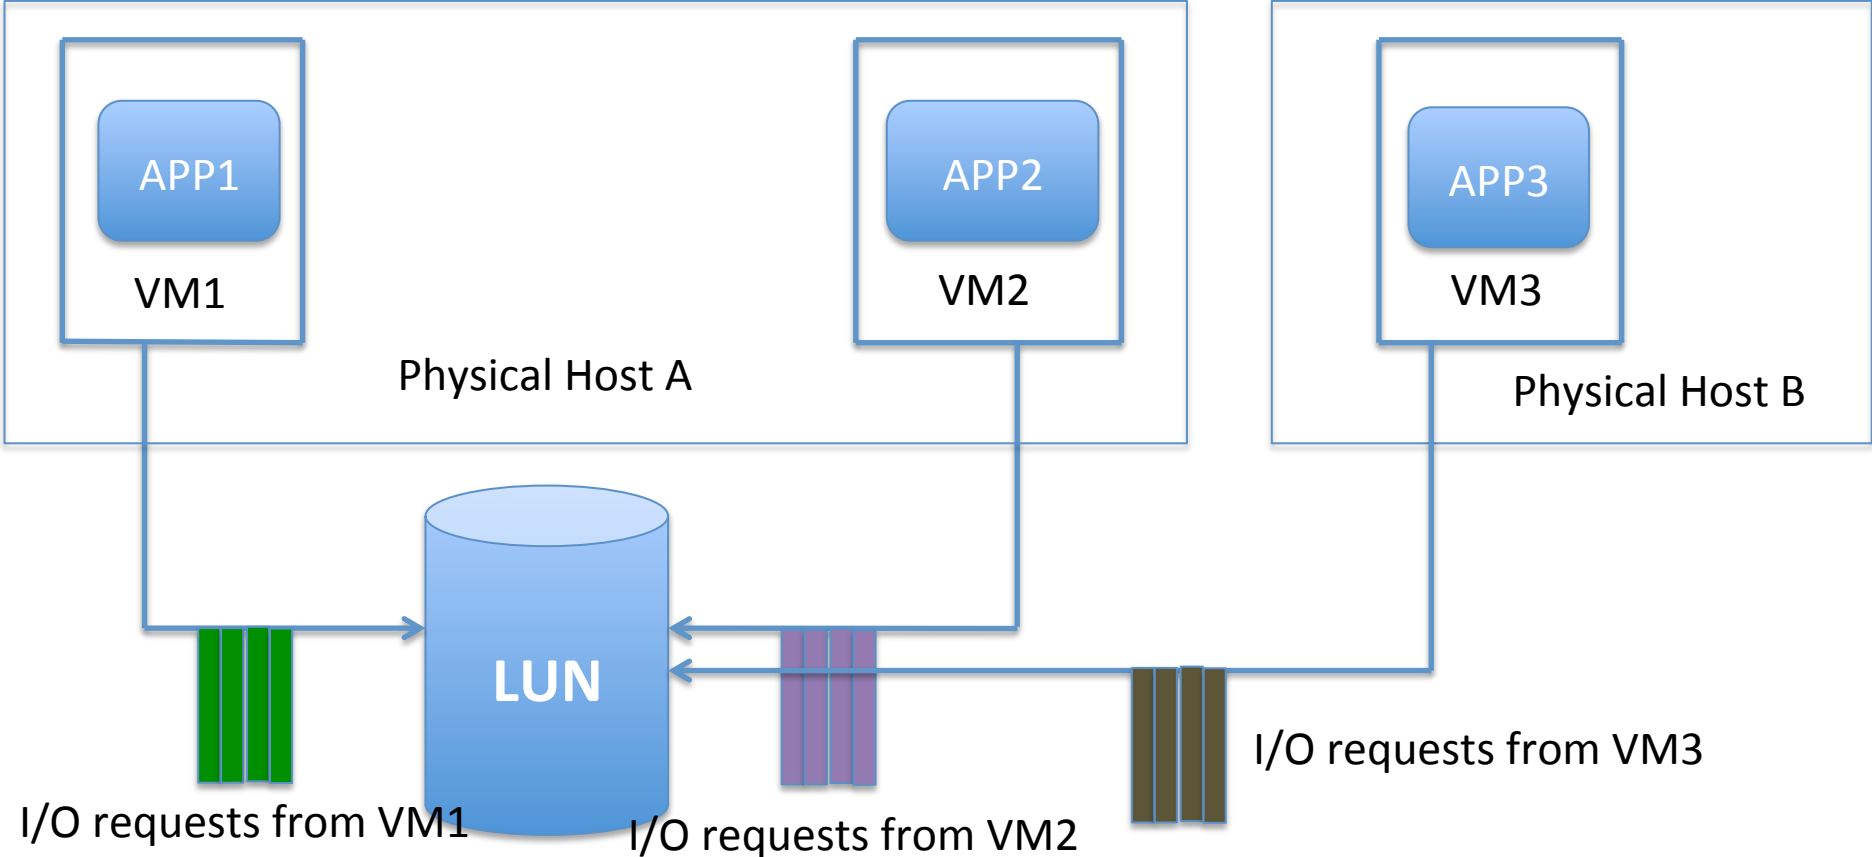 APP1
APP2
APP3
VM1
VM2
VM3
Physical Host A
Physical Host B
LUN
I/O requests from VM3
I/O requests from VM1
I/O requests from VM2